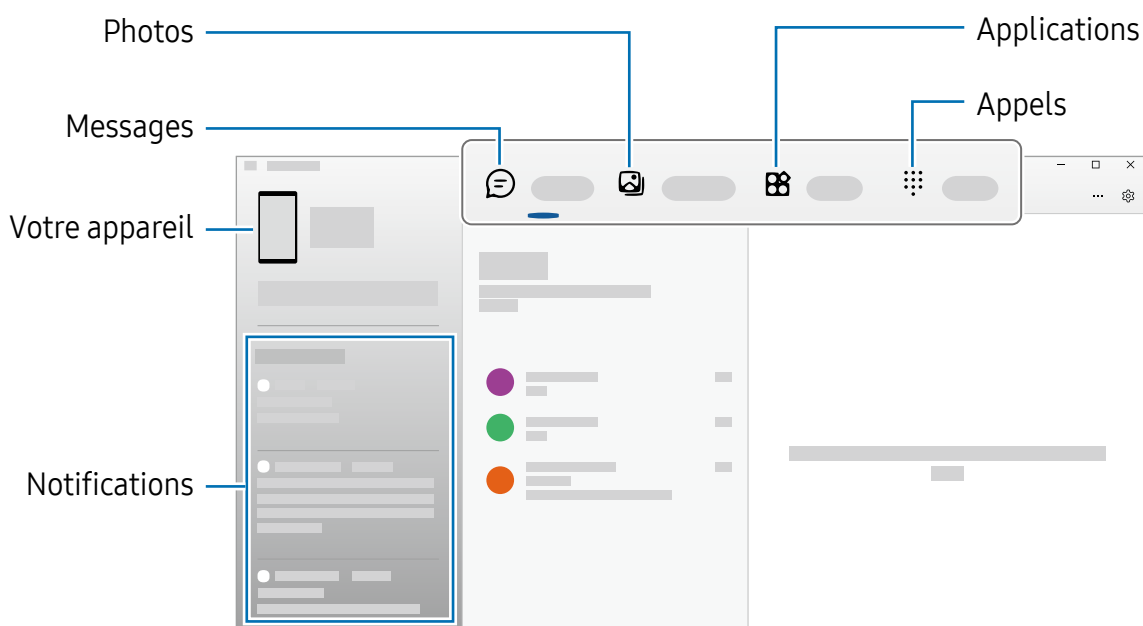 Photos
Applications
Appels
Messages
Votre appareil
Notifications